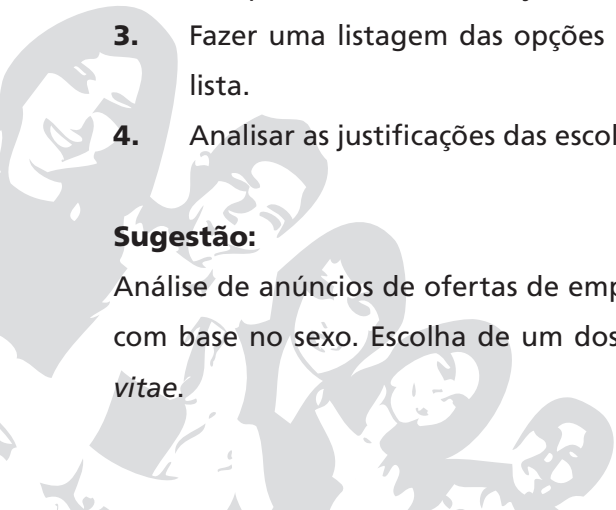 3. Fazer uma listagem das opções
lista.
4. Analisar as justificações das escol
Sugestão:
Análise de anúncios de ofertas de emp
com base no sexo. Escolha de um dos
vitae.